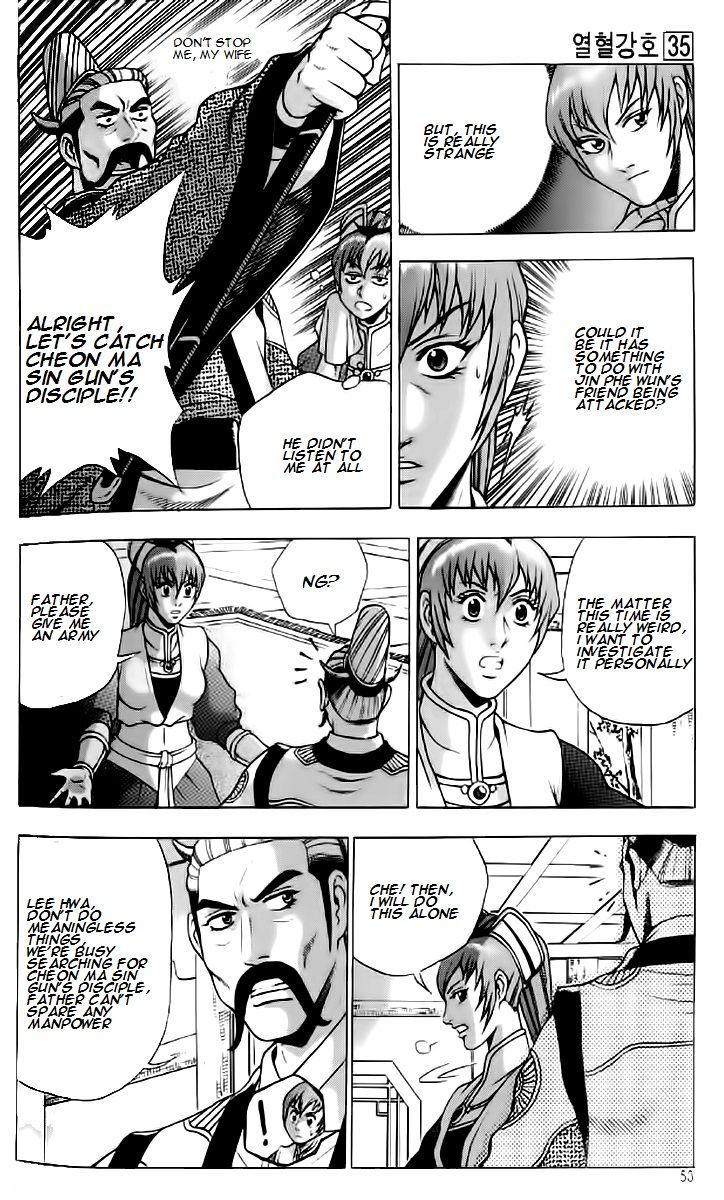 열혈강호 35
DON'T STOP
ME, MY WIFE
ALRIGHT,
LET'S CATCH
CHEON MA
SIN GUN'S
DISCIPLE!!
HE DIDN'T
LISTEN TO
ME AT ALL
BUT, THIS
IS REALLY
STRANGE
COULD IT
BE IT HAS
SOMETHING
TO DO WITH
JIN PHE WUN'S
FRIEND BEING
ATTACKED?
FATHER,
PLEASE
GIVE ME
AN ARMY
NG?
THE MATTER
THIS TIME IS
REALLY WEIRD,
I WANT TO
INVESTIGATE
IT PERSONALLY
LEE HWA,
DON'T DO
MEANINGLESS
THINGS,
WE'RE BUSY
SEARCHING FOR
CHEON MA SIN
GUN'S DISCIPLE,
FATHER CAN'T
SPARE ANY
MANPOWER
!
CHE! THEN,
I WILL DO
THIS ALONE